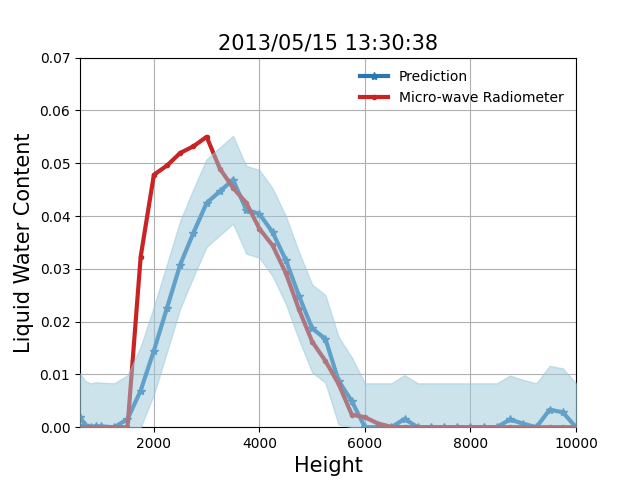 2013/05/15 13:30:38
Prediction
Micro-wave Radiometer
Liquid Water Content
0.07
0.06
0.05
0.04
0.03
0.02
0.01
0.00
2000 4000 6000 8000 10000
Height